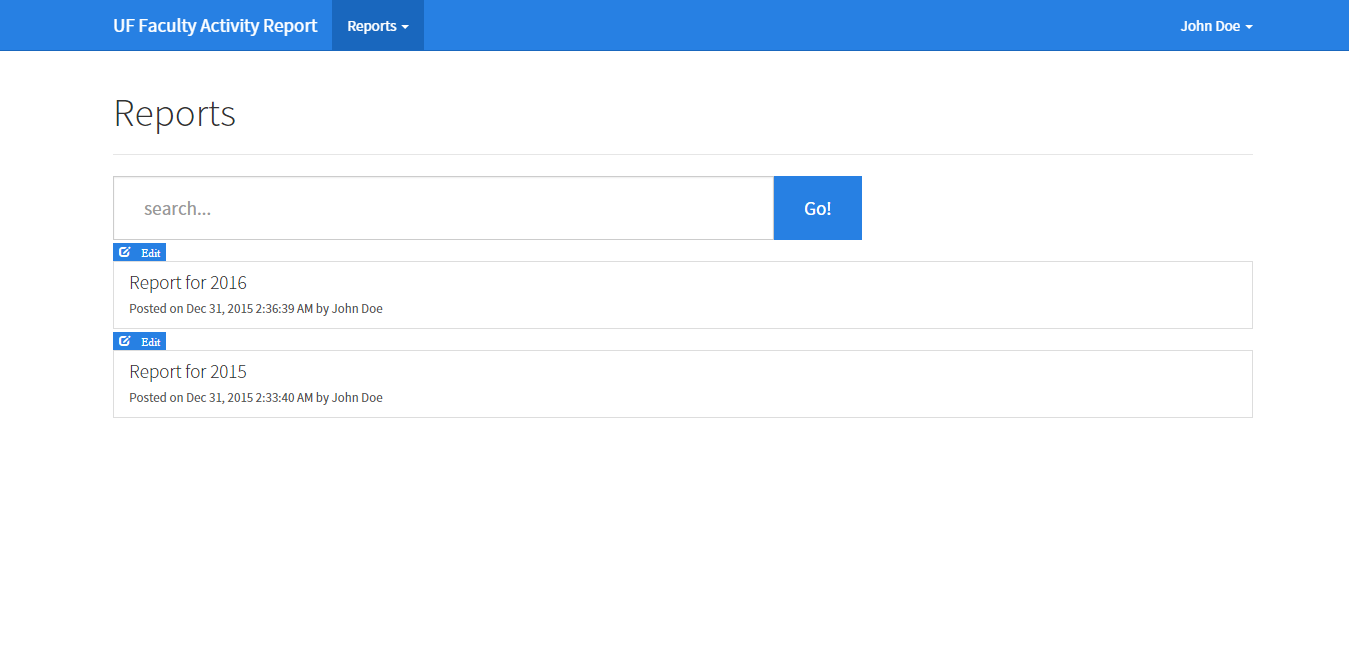 UF Faculty Activity Report Reports John Doe
Reports
search... Go!
Edit
Report for 2016
Posted on Dec 31, 2015 2:36:39 AM by John Doe
Edit
Report for 2015
Posted on Dec 31, 2015 2:33:40 AM by John Doe